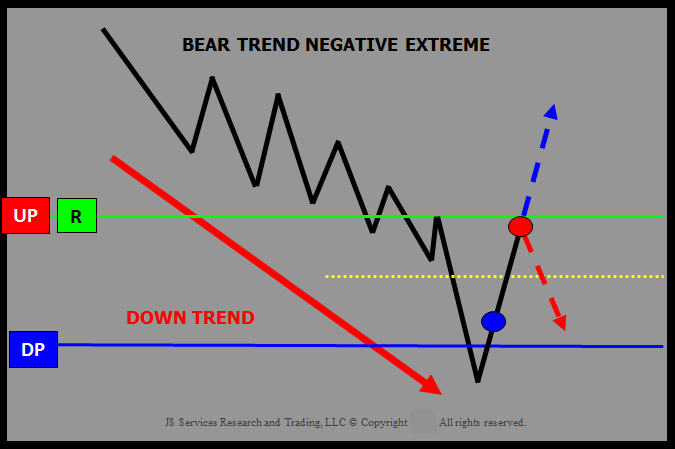 BEAR TREND NEGATIVE EXTREME
UP R
DOWN TREND
DP
JS Services Research and Trading, LLC © Copyright All rights reserved.